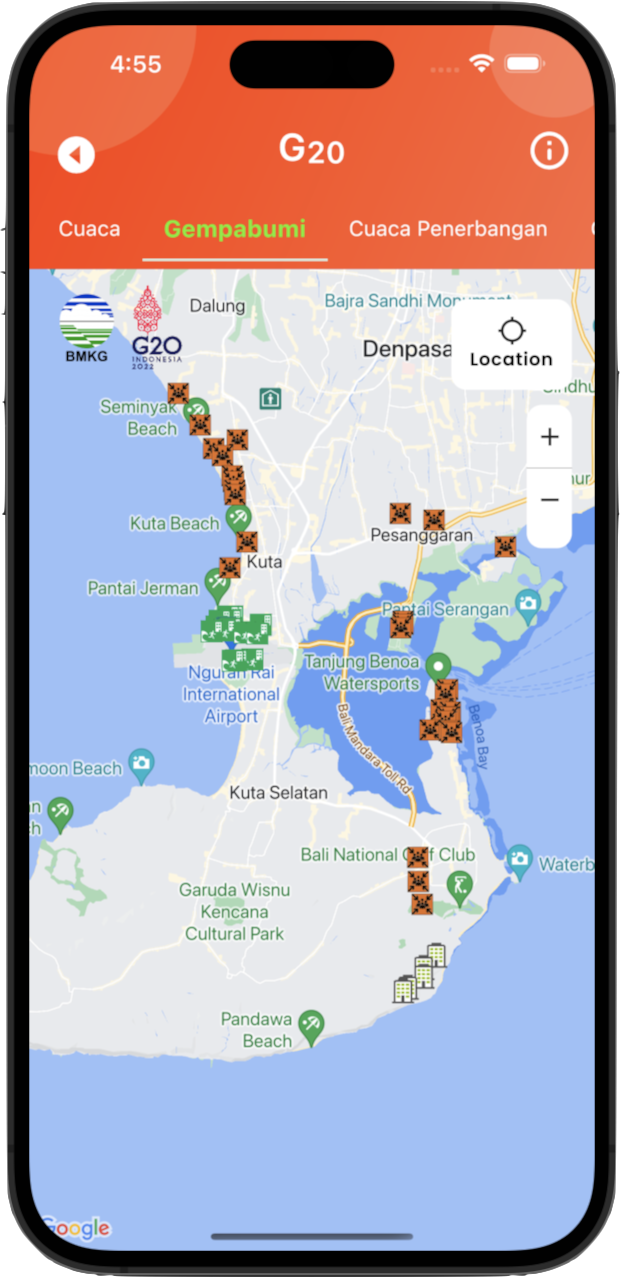 4:55
G20
Cuaca
Gempabumi
Cuaca Penerbangan
BMKG
G20
INDONESIA
2022
Dalung
Bajra Sandhi Monument
Denpasa
Location
Seminyak
Beach
+
−
Kuta Beach
Pesanggaran
Kuta
Pantai Jerman
Pantai Serangan
Tanjung Benoa
Watersports
Ngurah Rai
International
Airport
Bali Mandara Toll Rd
Benoa Bay
moon Beach
Kuta Selatan
Bali National G f Club
Waterb
Garuda Wisnu
Kencana
Cultural Park
Pandawa
Beach
Google